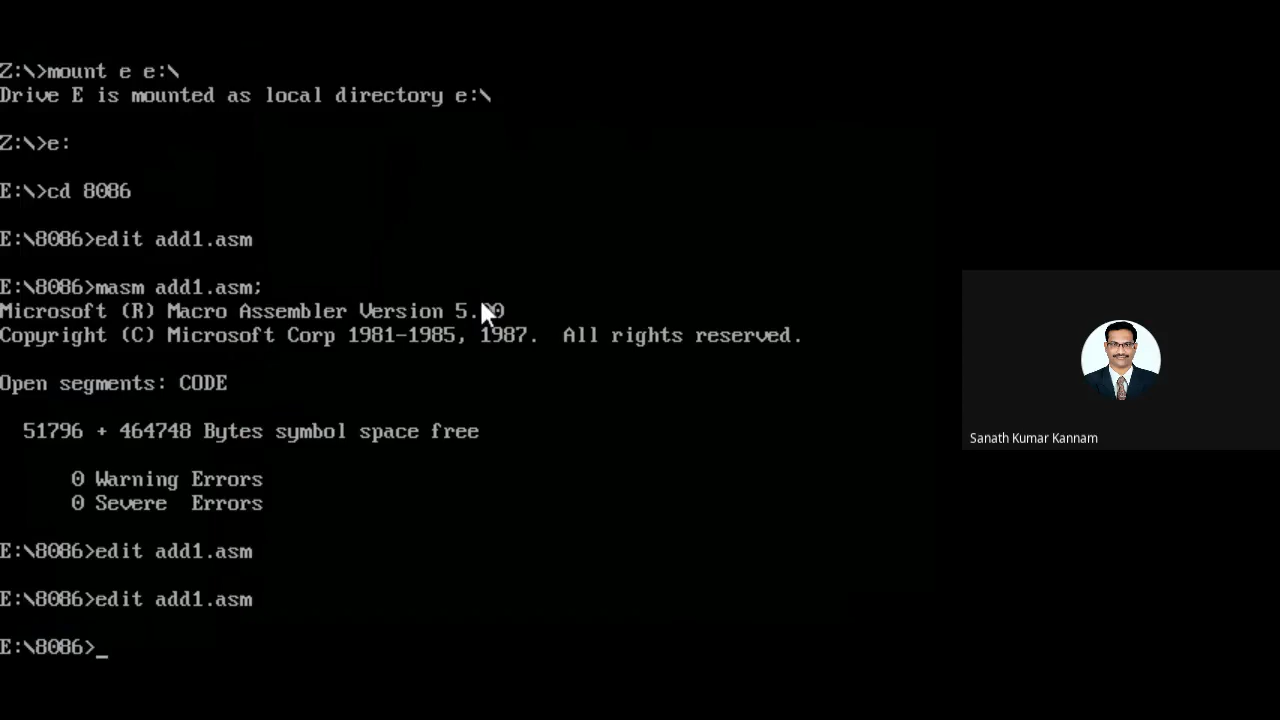 Z:\>mount e e:\
Drive E is mounted as local directory e:\
Z:\>e:
E:\>cd 8086
E:\8086>edit add1.asm
E:\8086>masm add1.asm;
Microsoft (R) Macro Assembler Version
Copyright (C) Microsoft Corp 1981-1985, 1987.  All rights reserved.
Open segments: CODE
51796 + 464748 Bytes symbol space free
0 Warning Errors
0 Severe  Errors
E:\8086>edit add1.asm
E:\8086>edit add1.asm
E:\8086>_
Sanath Kumar Kannam